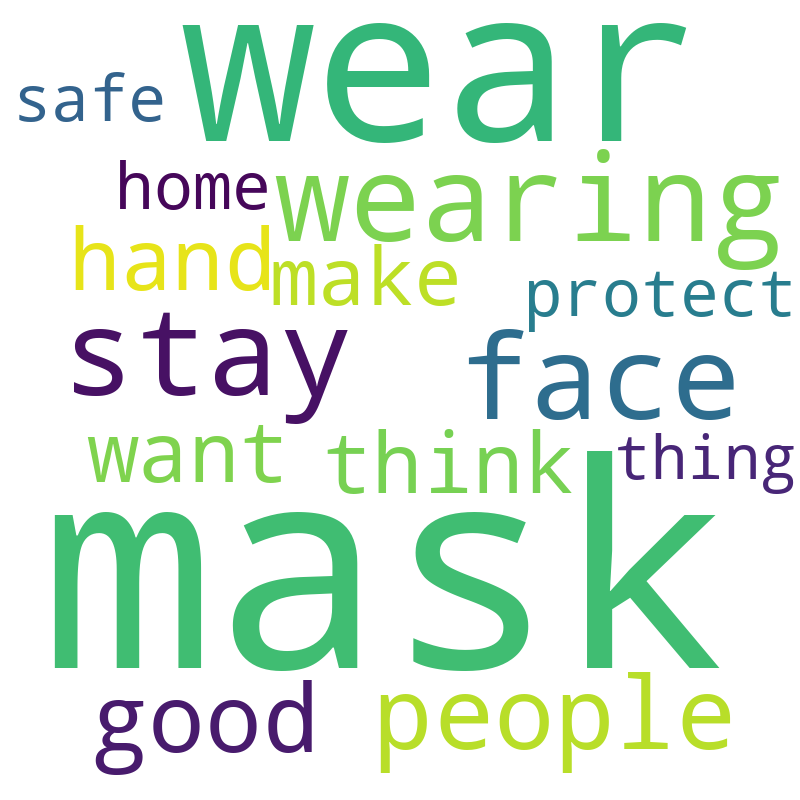 wear
safe
home wearing
hand make
protect
stay face
want think thing
mask
good people